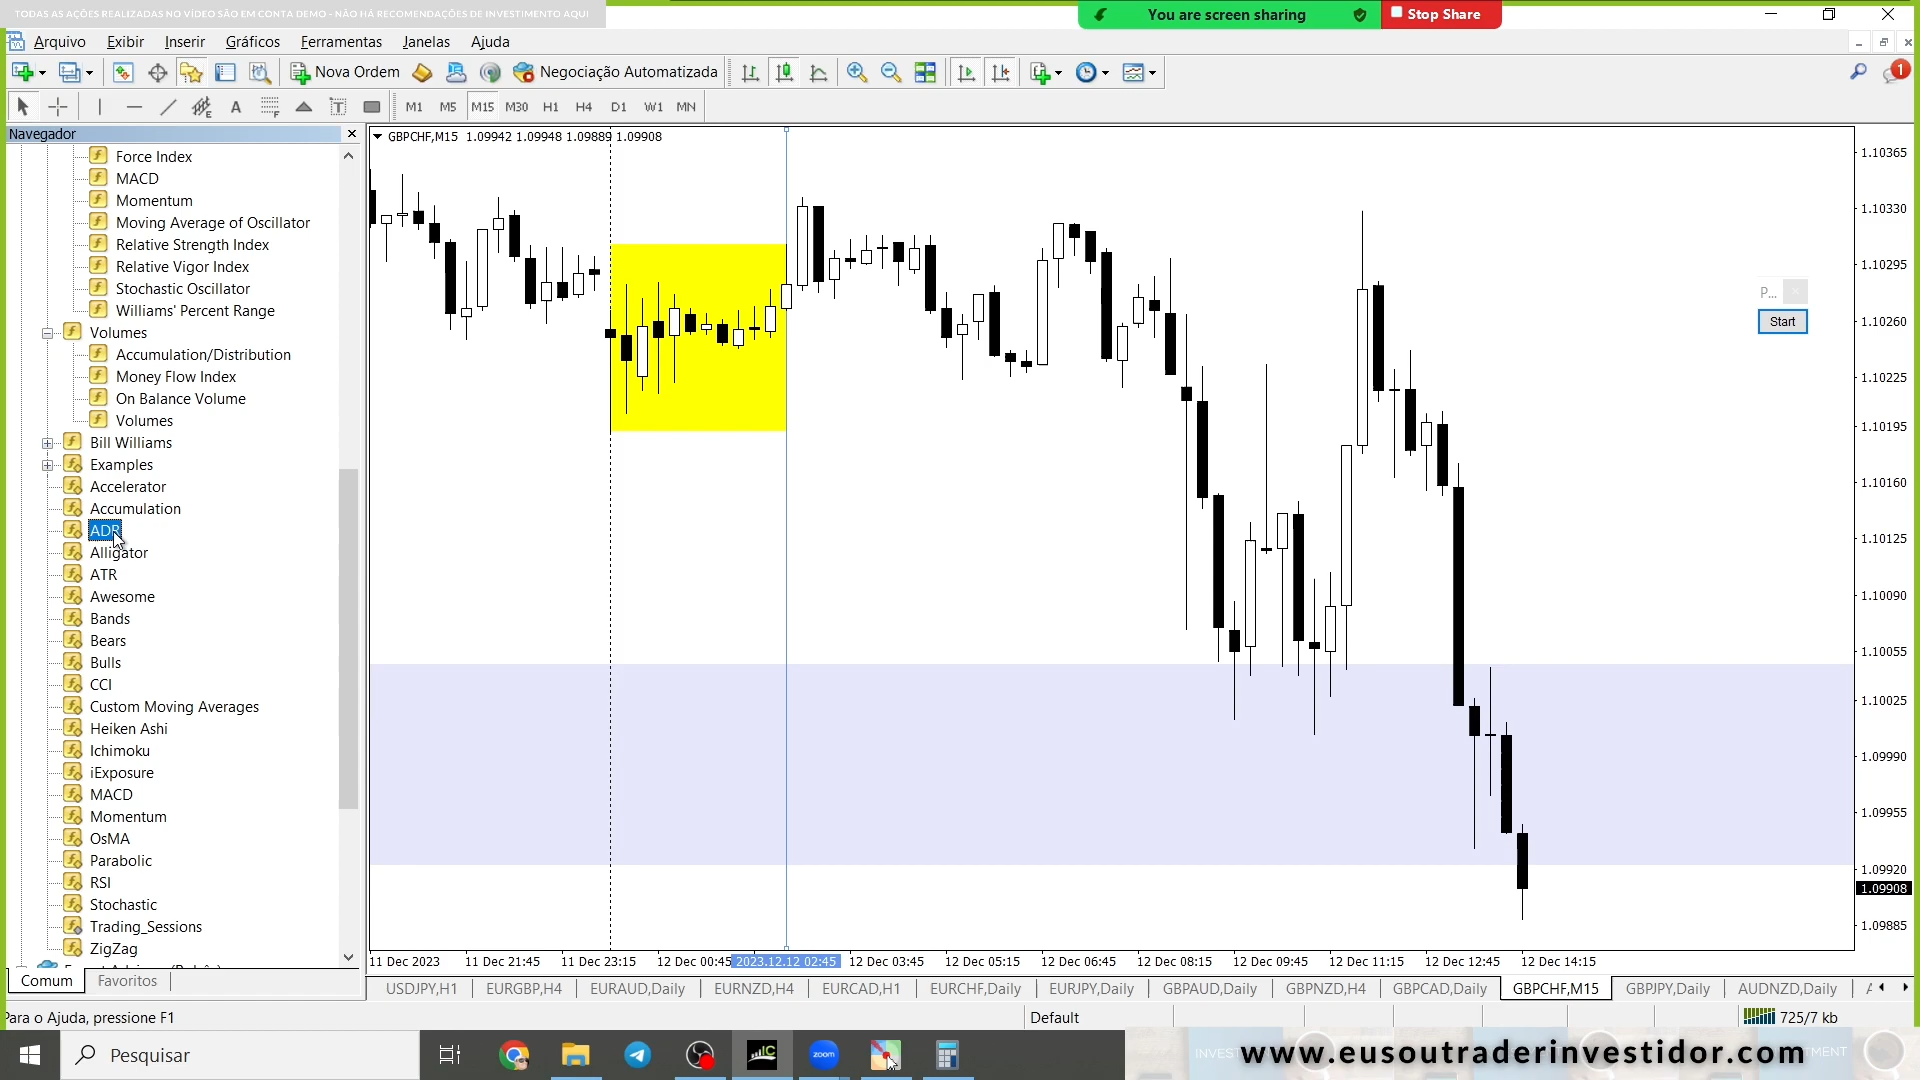 TODAS AS AÇÕES REALIZADAS NO VÍDEO SÃO EM CONTA DEMO - NÃO HÁ RECOMENDAÇÕES DE INVESTIMENTO AQUI
You are screen sharing
Stop Share
Arquivo Exibir Inserir Gráficos Ferramentas Janelas Ajuda
Nova Ordem
Negociação Automatizada
1
A
M1 M5 M15 M30 H1 H4 D1 W1 MN
Navegador
GBPCHF,M15 1.09942 1.09948 1.09889 1.09908
Force Index
MACD
Momentum
Moving Average of Oscillator
Relative Strength Index
Relative Vigor Index
Stochastic Oscillator
Williams' Percent Range
Volumes
Accumulation/Distribution
Money Flow Index
On Balance Volume
Volumes
Bill Williams
Examples
Accelerator
Accumulation
ADR
Alligator
ATR
Awesome
Bands
Bears
Bulls
CCI
Custom Moving Averages
Heiken Ashi
Ichimoku
iExposure
MACD
Momentum
OsMA
Parabolic
RSI
Stochastic
Trading_Sessions
ZigZag
Comum
Favoritos
P...
Start
1.10365
1.10330
1.10295
1.10260
1.10225
1.10195
1.10160
1.10125
1.10090
1.10055
1.10025
1.09990
1.09955
1.09920
1.09908
1.09885
11 Dec 2023 11 Dec 21:45 11 Dec 23:15 12 Dec 00:45 2023.12.12 02:45 12 Dec 03:45 12 Dec 05:15 12 Dec 06:45 12 Dec 08:15 12 Dec 09:45 12 Dec 11:15 12 Dec 12:45 12 Dec 14:15
USDJPY,H1 EURGBP,H4 EURAUD,Daily EURNZD,H4 EURCAD,H1 EURCHF,Daily EURJPY,Daily GBPAUD,Daily GBPNZD,H4 GBPCAD,Daily GBPCHF,M15 GBPJPY,Daily AUDNZD,Daily
Para o Ajuda, pressione F1
Default
725/7 kb
Pesquisar
IC
zoom
www.eusoutraderinvestidor.com